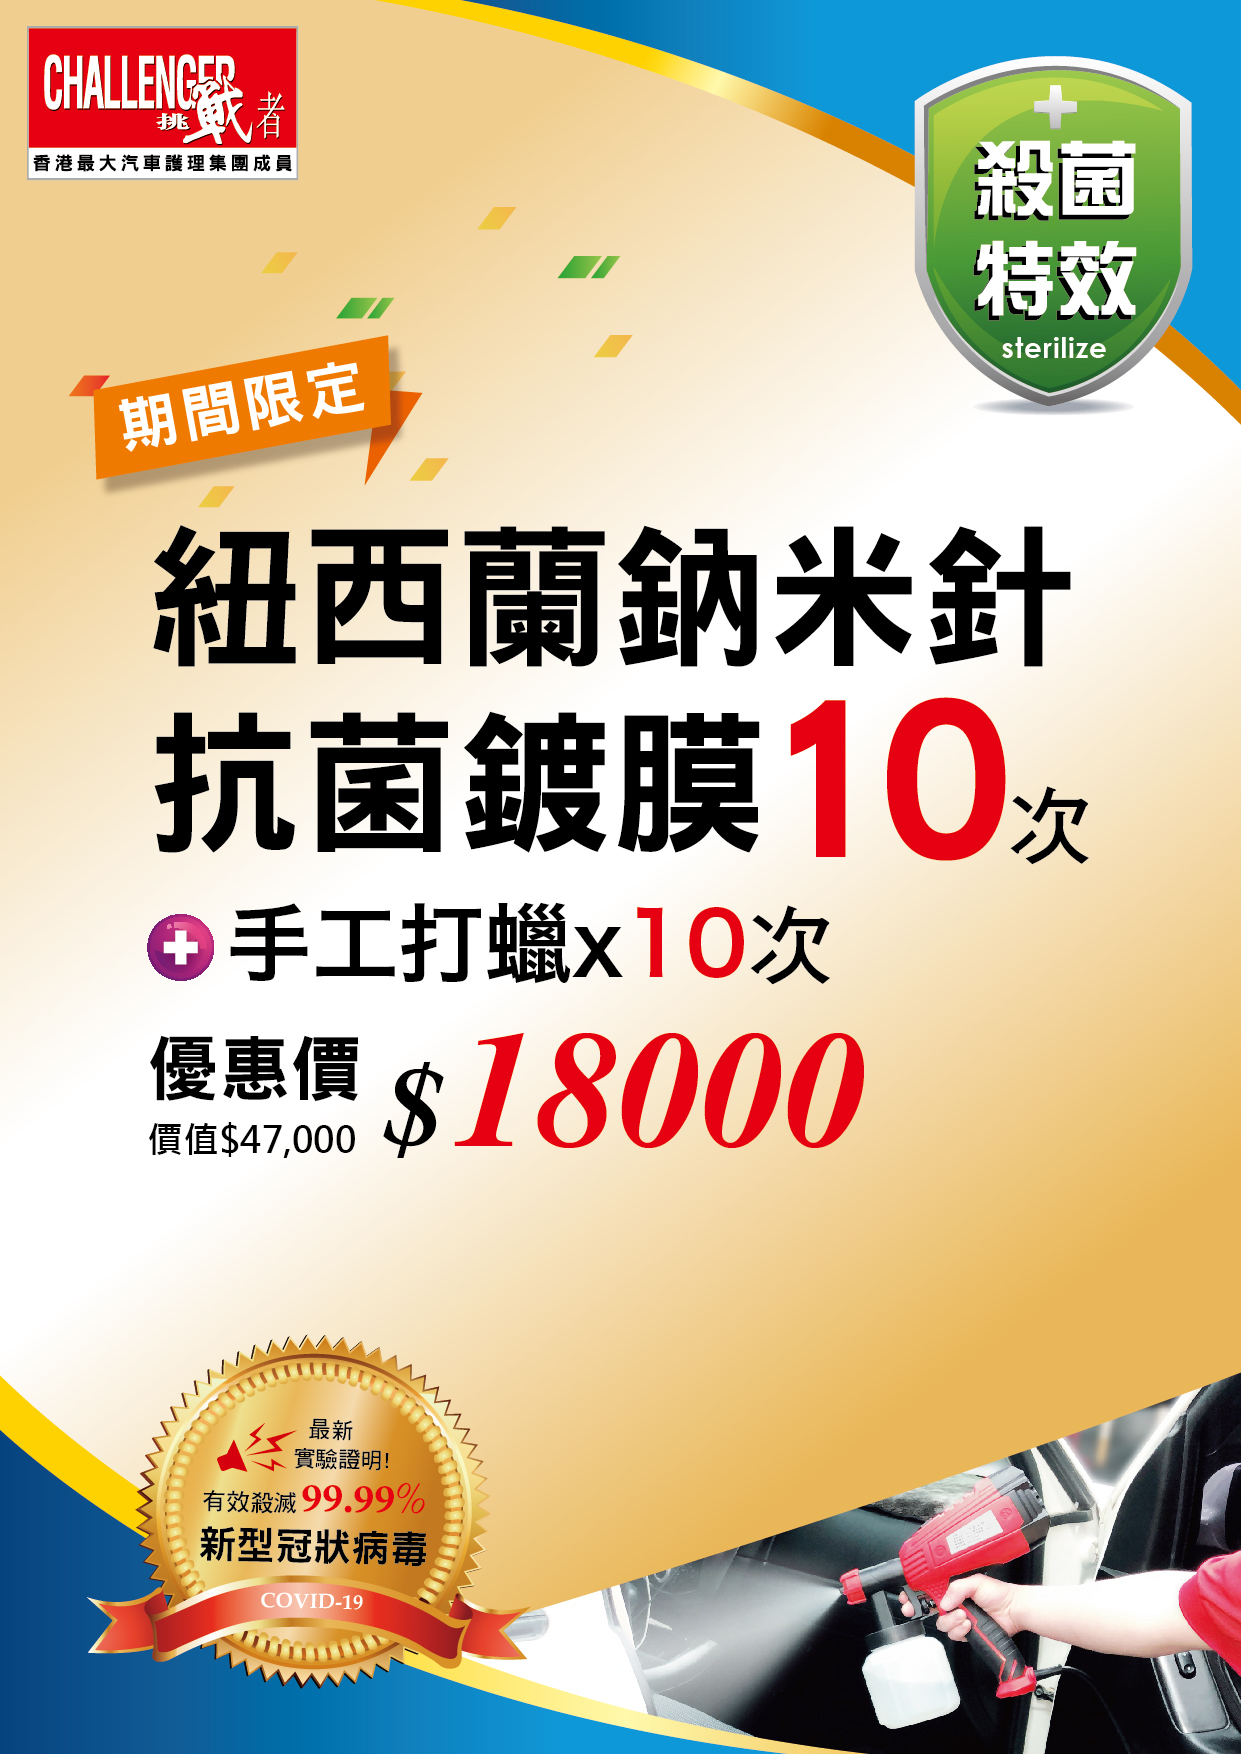 CHALLENGER
挑戰者
香港最大汽車護理集團成員
殺菌
特效
sterilize
期間限定
紐西蘭鈉米針
抗菌鍍膜10次
手工打蠟x10次
優惠價
價值$47,000
$18000
最新
實驗證明!
有效殺滅99.99%
新型冠狀病毒
COVID-19